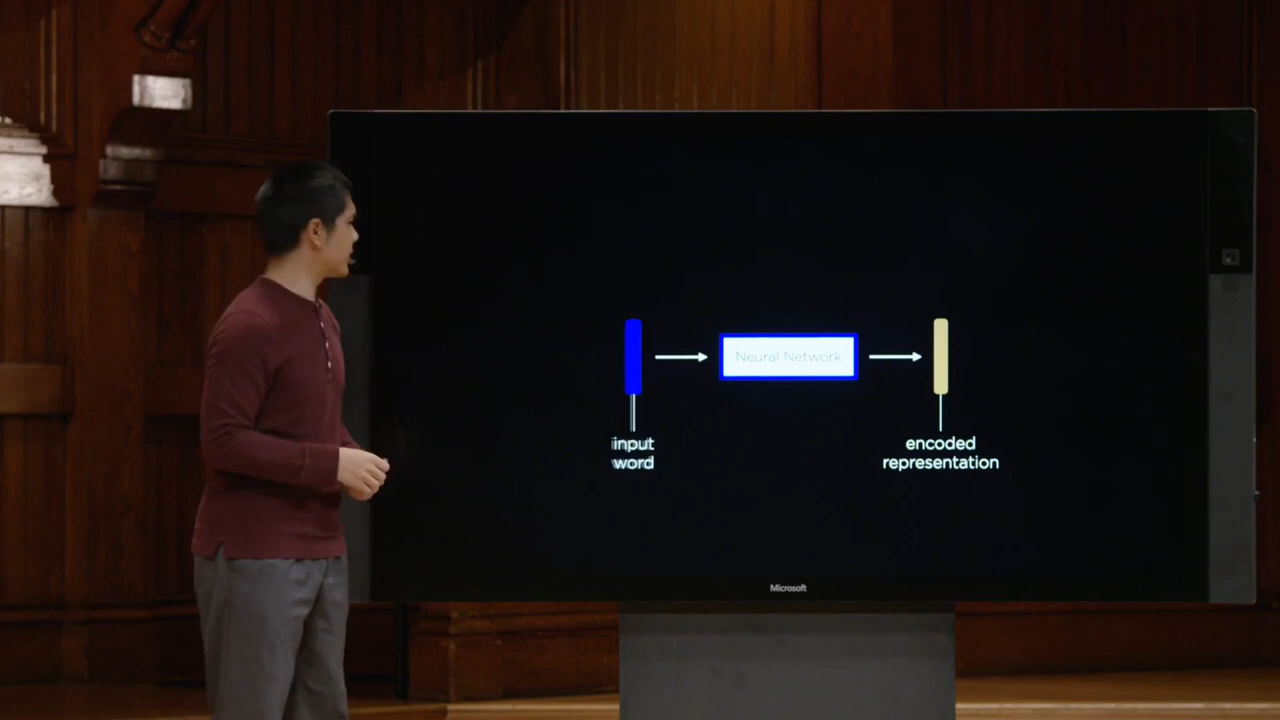 Neural Network
input
word
encoded
representation
Microsoft